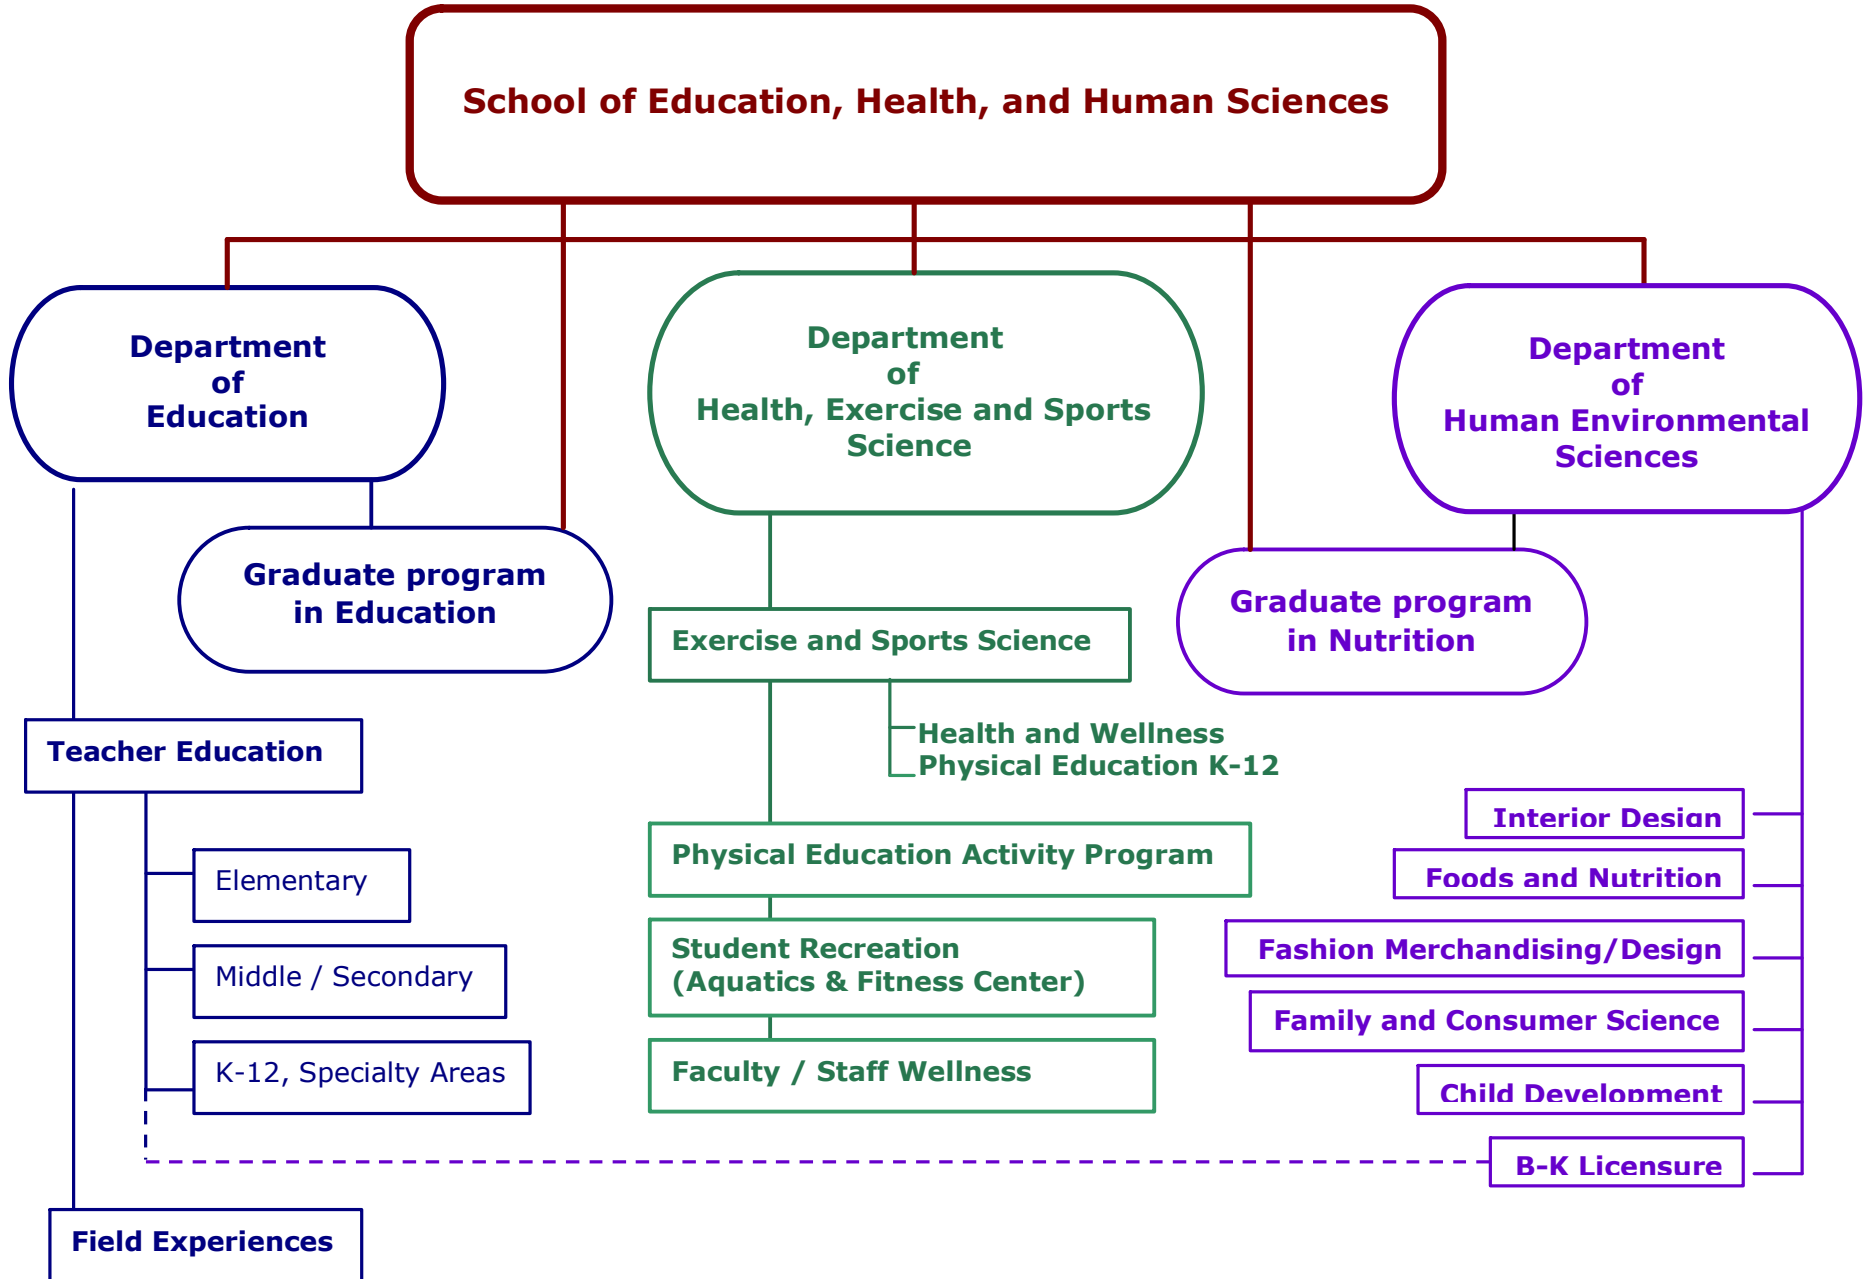 School of Education, Health, and Human Sciences
Department
of
Education
Department
of
Health, Exercise and Sports
Science
Department
of
Human Environmental
Sciences
Graduate program
in Education
Graduate program
in Nutrition
Exercise and Sports Science
Health and Wellness
Physical Education K-12
Teacher Education
Elementary
Middle / Secondary
K-12, Specialty Areas
Field Experiences
Physical Education Activity Program
Student Recreation
(Aquatics & Fitness Center)
Faculty / Staff Wellness
Interior Design
Foods and Nutrition
Fashion Merchandising/Design
Family and Consumer Science
Child Development
B-K Licensure